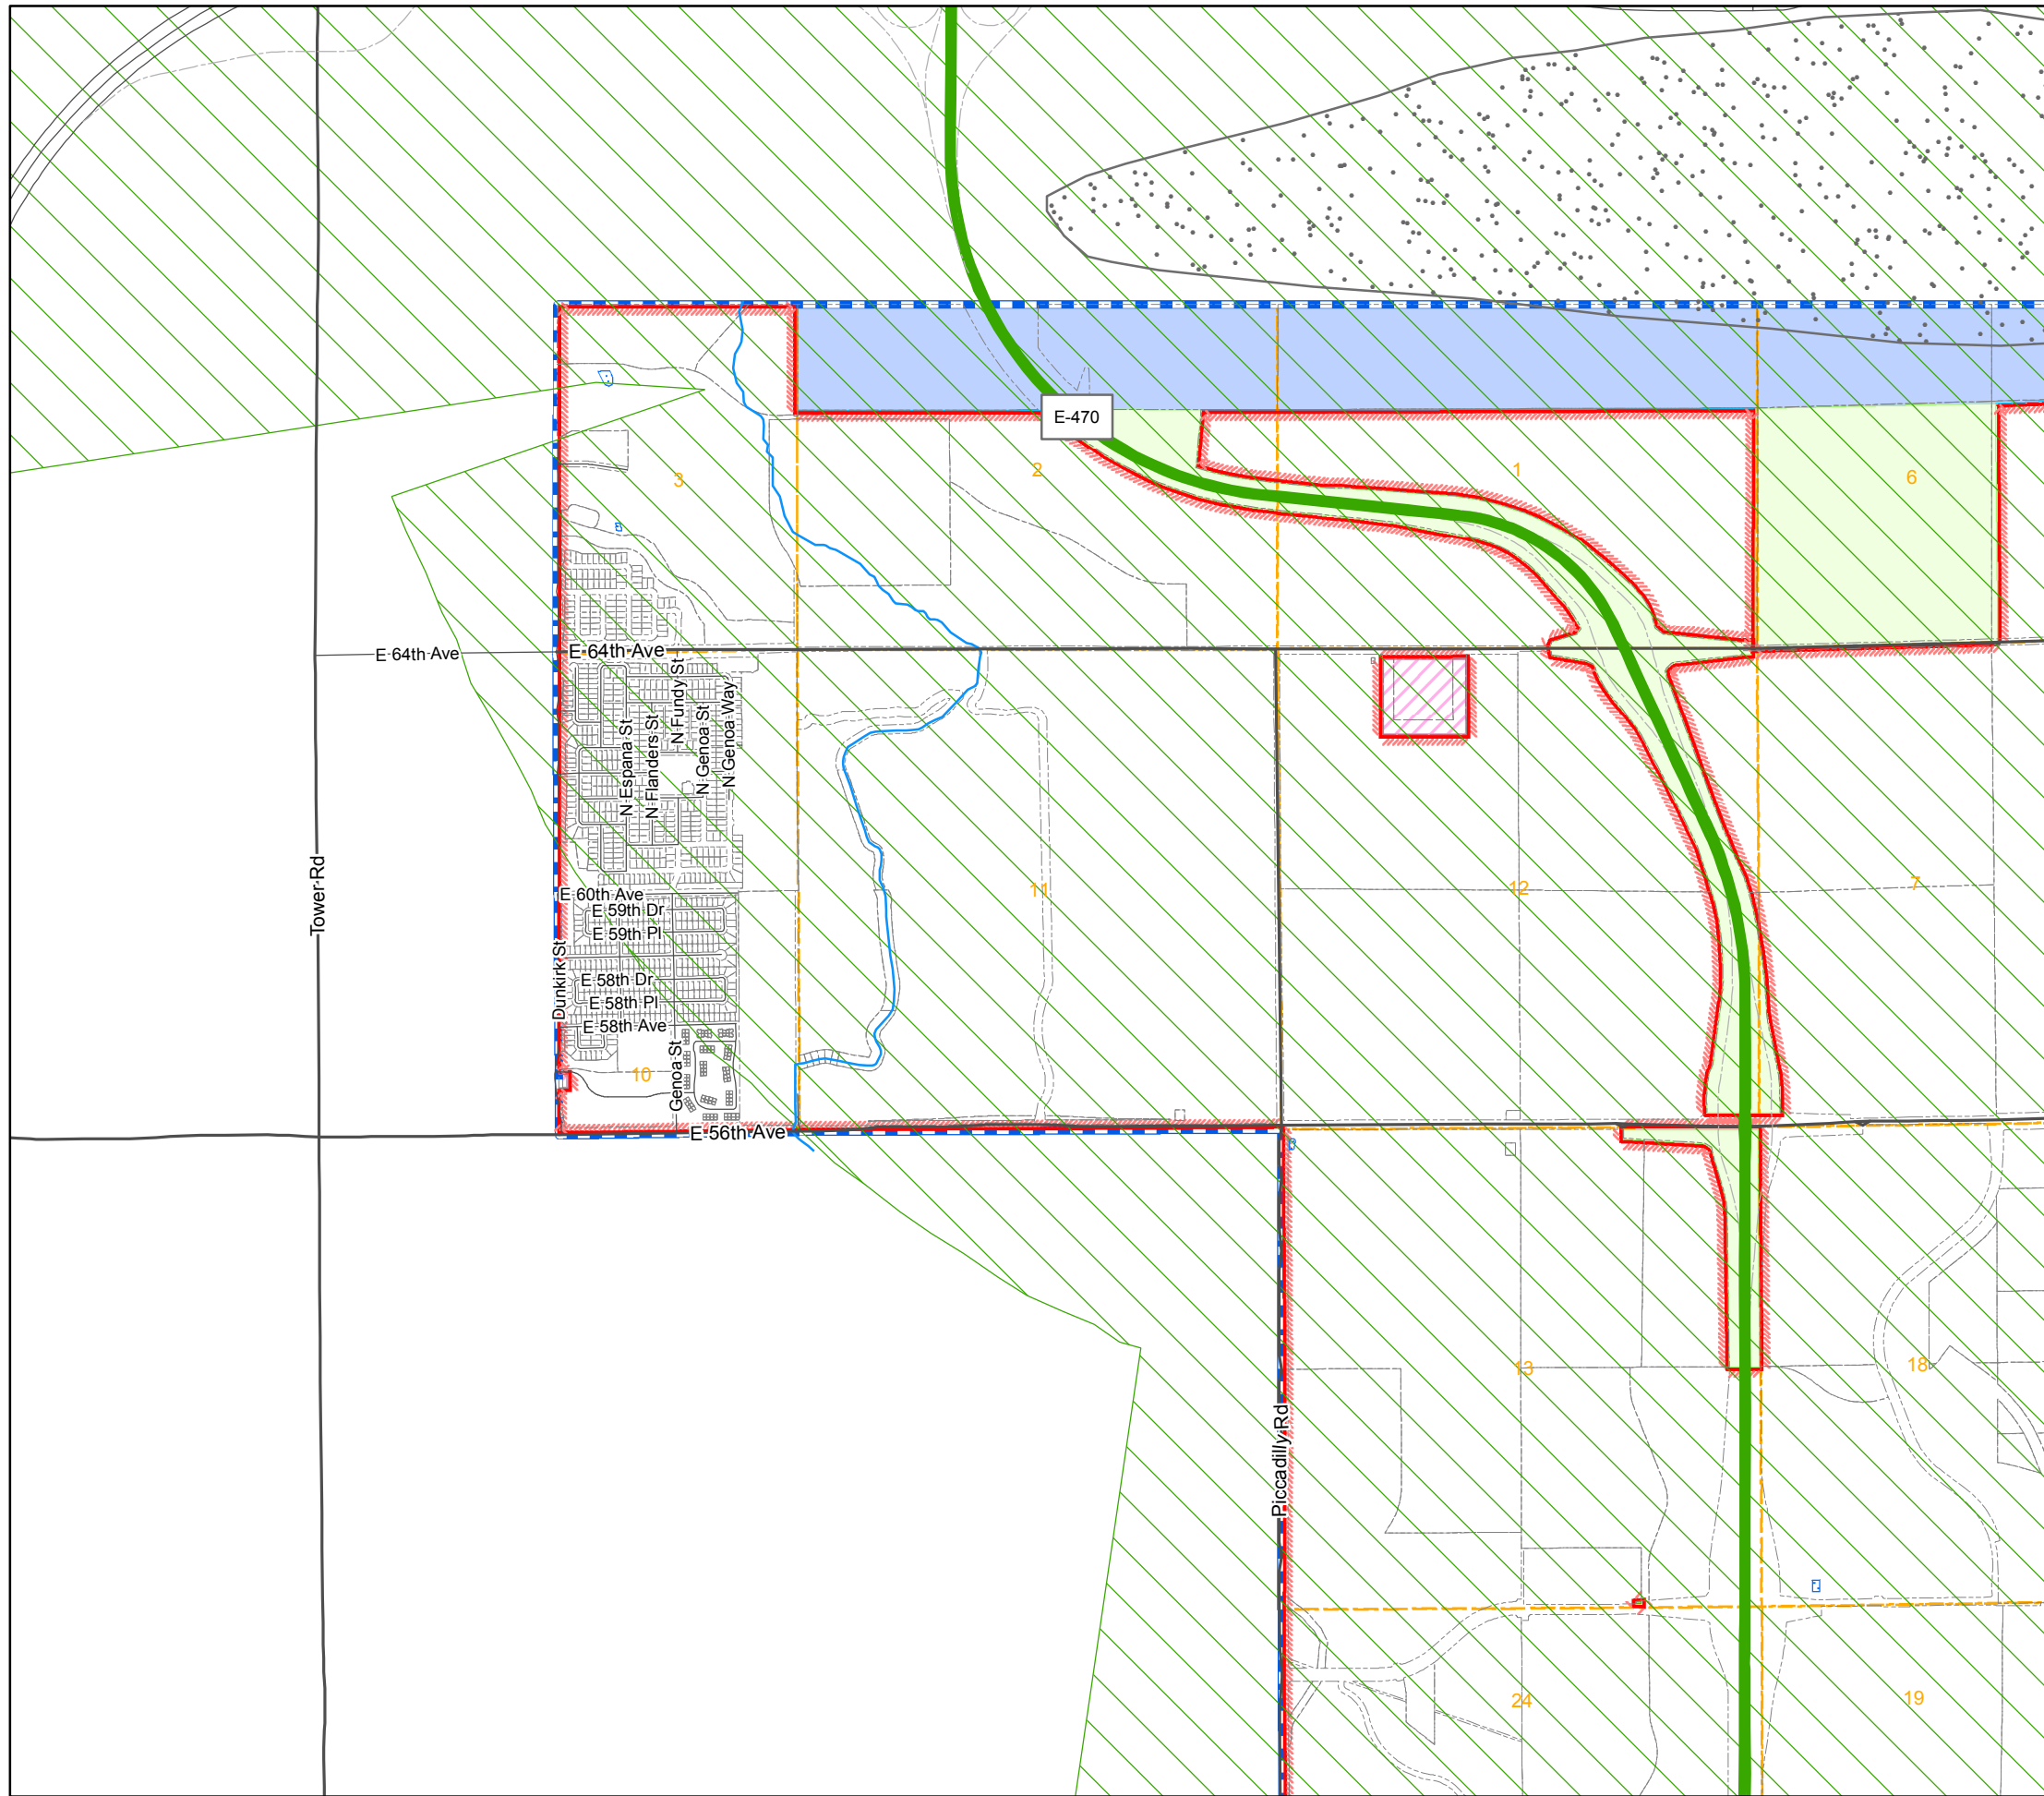 E-470
3
2
1
6
E 64th Ave
E 64th Ave
N Espana St
N Flanders St
N Fundy St
N Genoa St
N Genoa Way
Tower Rd
E 60th Ave
E 59th Dr
E 59th Pl
11
12
7
Dunkirk St
E 58th Dr
E 58th Pl
E 58th Ave
10
Genoa St
E 56th Ave
13
18
Piccadilly Rd
24
19